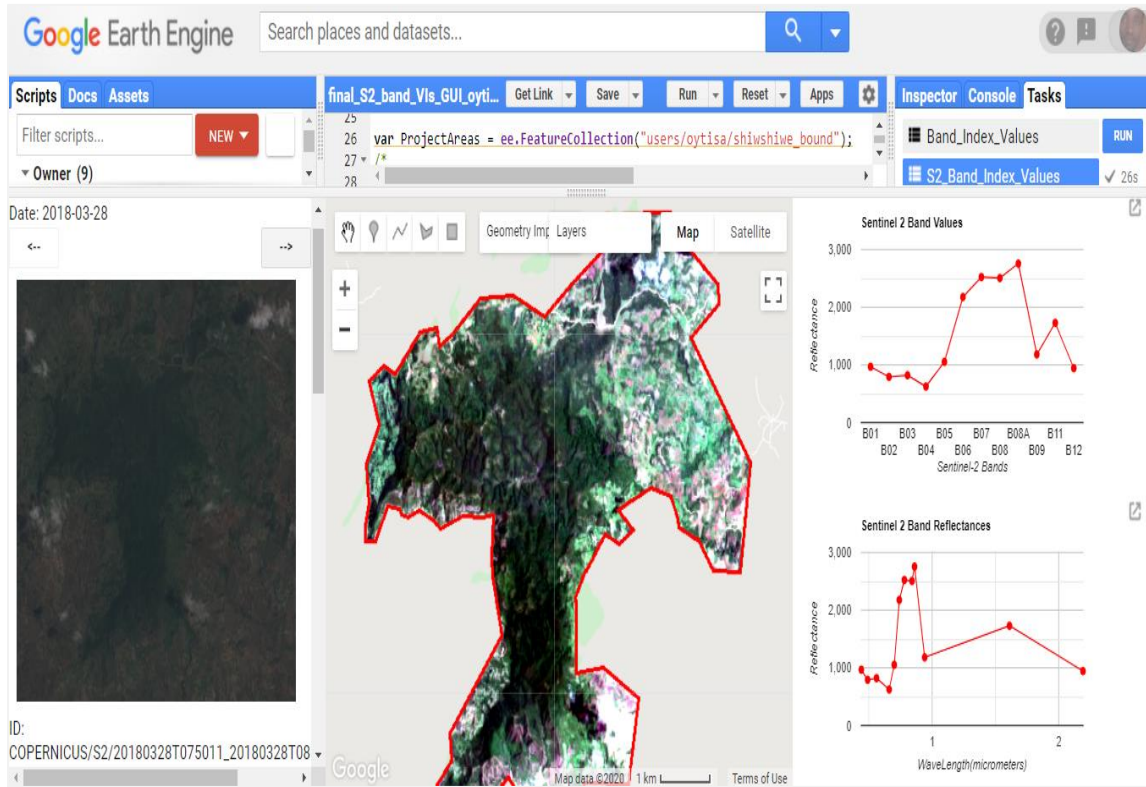 Google Earth Engine
Search places and datasets...
Scripts Docs Assets
Filter scripts...
NEW
Owner (9)
final_S2_band_VIs_GUI_oyti...
Get Link
Save
Run
Reset
Apps
25
26 var ProjectAreas = ee.FeatureCollection("users/oytisa/shiwshiwe_bound");
27 /*
28
Inspector Console Tasks
Band_Index_Values
RUN
S2_Band_Index_Values
26s
Date: 2018-03-28
<--
-->
ID:
COPERNICUS/S2/20180328T075011_20180328T08
Geometry Imp
Layers
Map
Satellite
+
−
Google
Map data ©2020
1 km
Terms of Use
Sentinel 2 Band Values
3,000
2,000
1,000
0
Reflectance
B01 B03 B05 B07 B08A B11
B02 B04 B06 B08 B09 B12
Sentinel-2 Bands
Sentinel 2 Band Reflectances
3,000
2,000
1,000
0
Reflectance
1 2
WaveLength(micrometers)